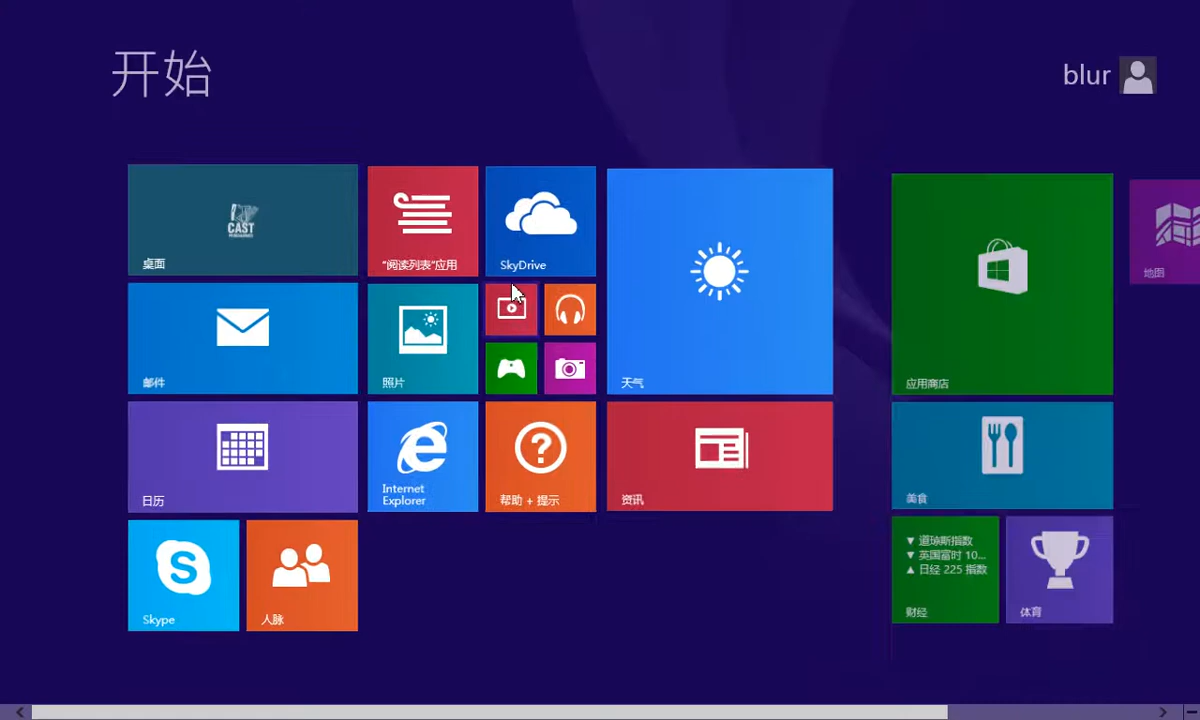 开始
blur
CAST
桌面
"阅读列表"应用
SkyDrive
天气
应用商店
地图
邮件
照片
日历
Internet
Explorer
帮助 + 提示
资讯
美食
Skype
人脉
▼ 道琼斯指数
▼ 英国富时 10...
▲ 日经 225 指数
财经
体育